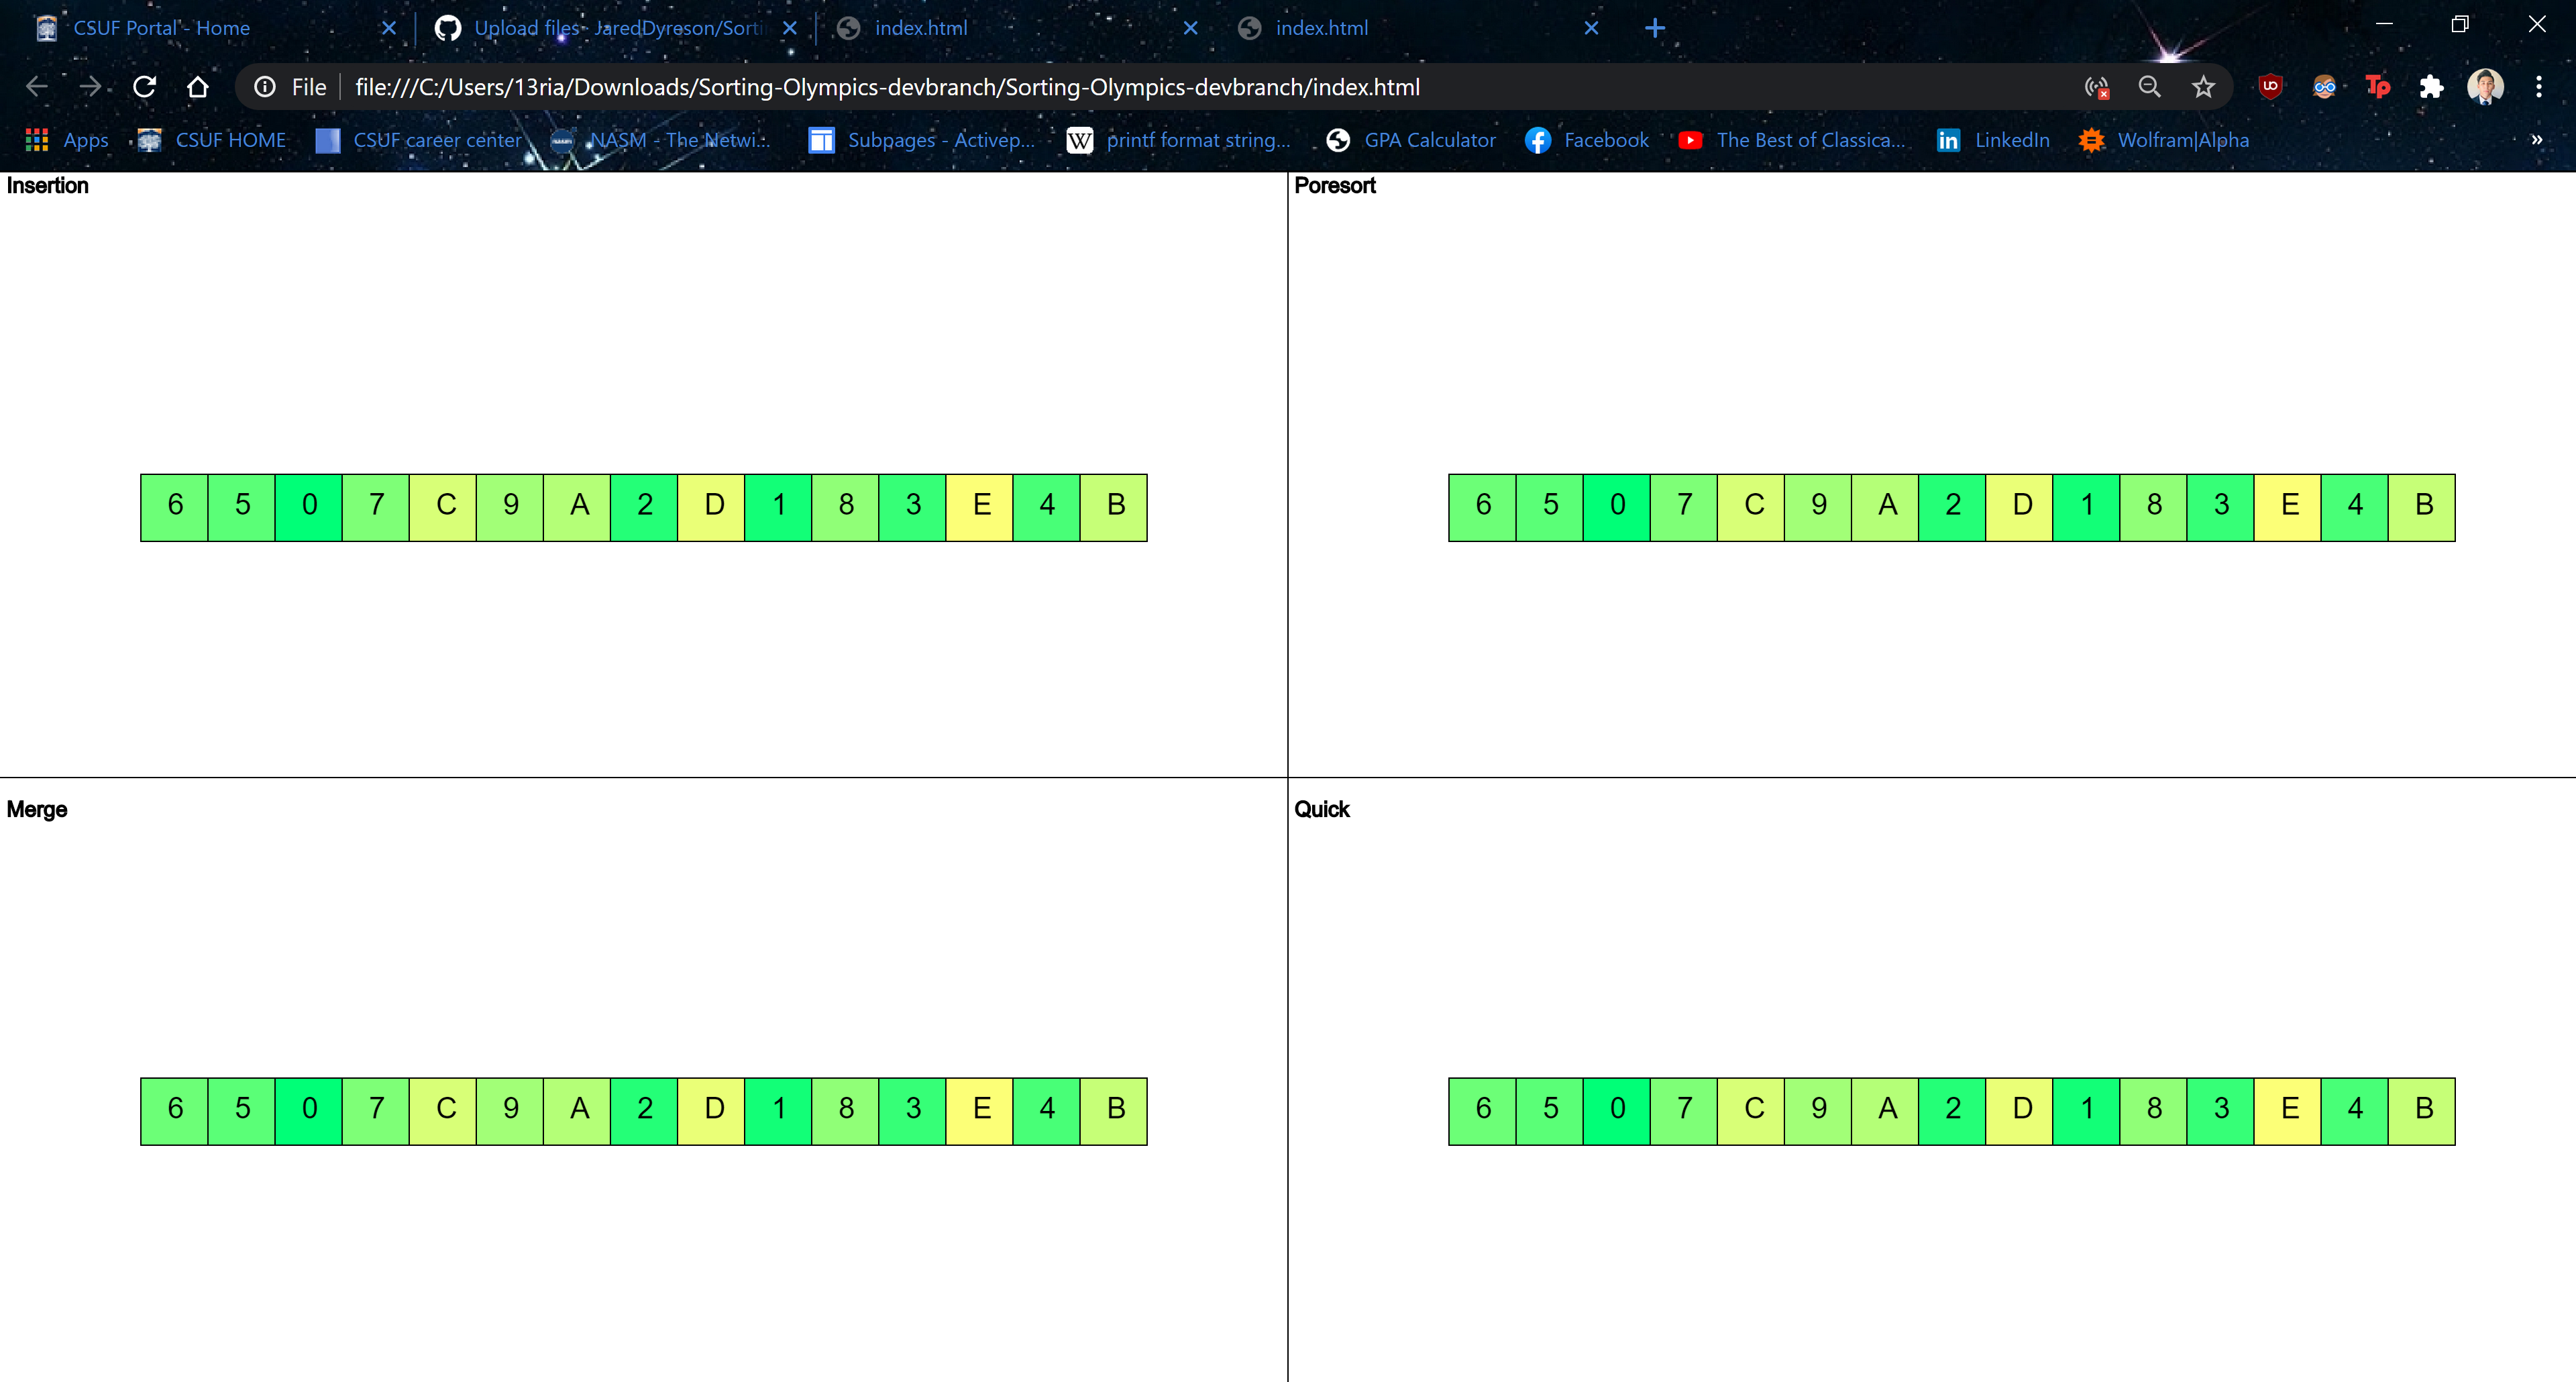 CSUF Portal - Home
Upload files · JaredDyreson/Sorti
index.html
index.html
File file:///C:/Users/13ria/Downloads/Sorting-Olympics-devbranch/Sorting-Olympics-devbranch/index.html
UO
Tp
Apps
CSUF HOME
CSUF career center
NASM - The Netwi...
Subpages - Activep...
W printf format string...
GPA Calculator
Facebook
The Best of Classica...
in LinkedIn
Wolfram|Alpha
»
Insertion
Poresort
6 5 0 7 C 9 A 2 D 1 8 3 E 4 B
6 5 0 7 C 9 A 2 D 1 8 3 E 4 B
Merge
Quick
6 5 0 7 C 9 A 2 D 1 8 3 E 4 B
6 5 0 7 C 9 A 2 D 1 8 3 E 4 B